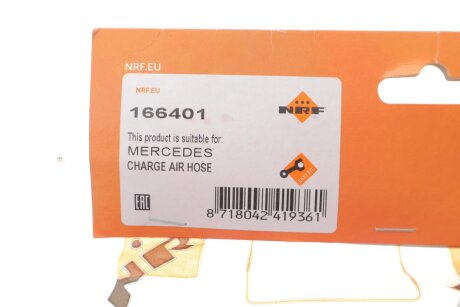 NRF.EU
NRF.EU
NRF
166401
This product is suitable for:
MERCEDES
CHARGE AIR HOSE
EAC
8 718042 419361